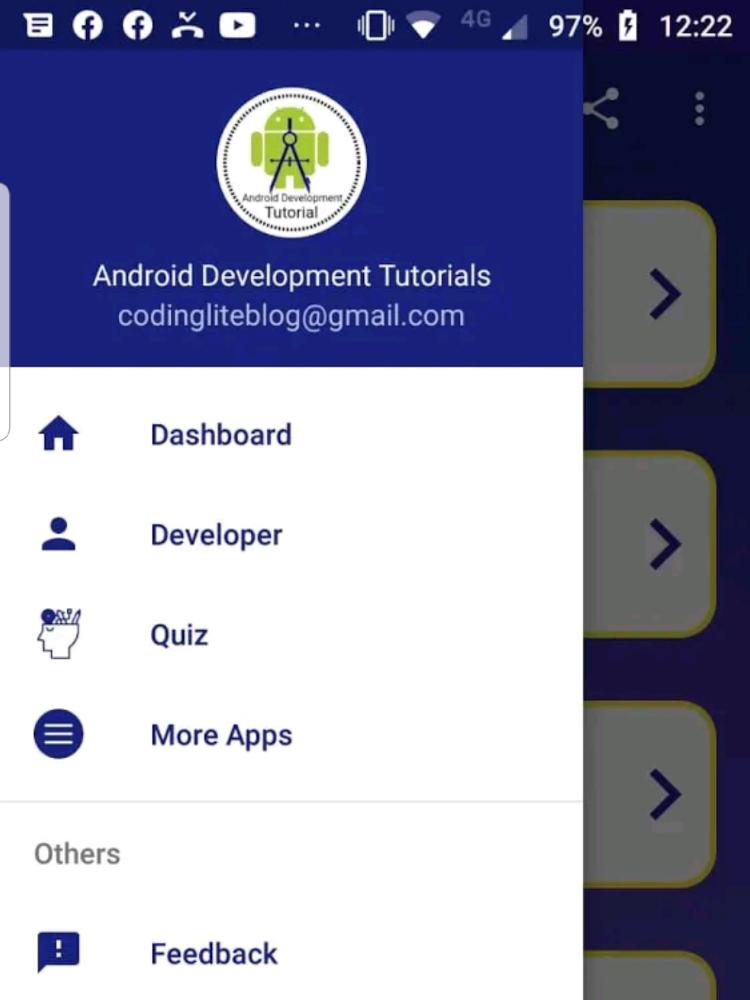 4G 97% 12:22
Android Development
Tutorial
Android Development Tutorials
codingliteblog@gmail.com
Dashboard
Developer
Quiz
More Apps
Others
Feedback